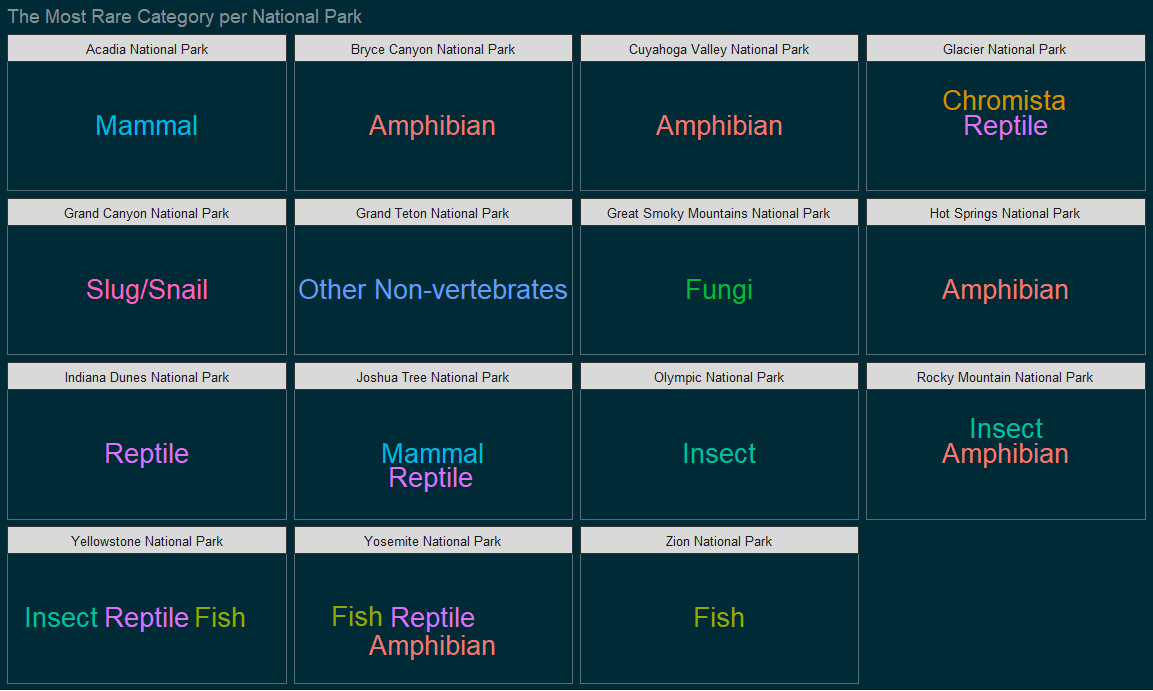 The Most Rare Category per National Park
Acadia National Park
Mammal
Bryce Canyon National Park
Amphibian
Cuyahoga Valley National Park
Amphibian
Glacier National Park
Chromista
Reptile
Grand Canyon National Park
Slug/Snail
Grand Teton National Park
Other Non-vertebrates
Great Smoky Mountains National Park
Fungi
Hot Springs National Park
Amphibian
Indiana Dunes National Park
Reptile
Joshua Tree National Park
Mammal
Reptile
Olympic National Park
Insect
Rocky Mountain National Park
Insect
Amphibian
Yellowstone National Park
Insect Reptile Fish
Yosemite National Park
Fish Reptile
Amphibian
Zion National Park
Fish